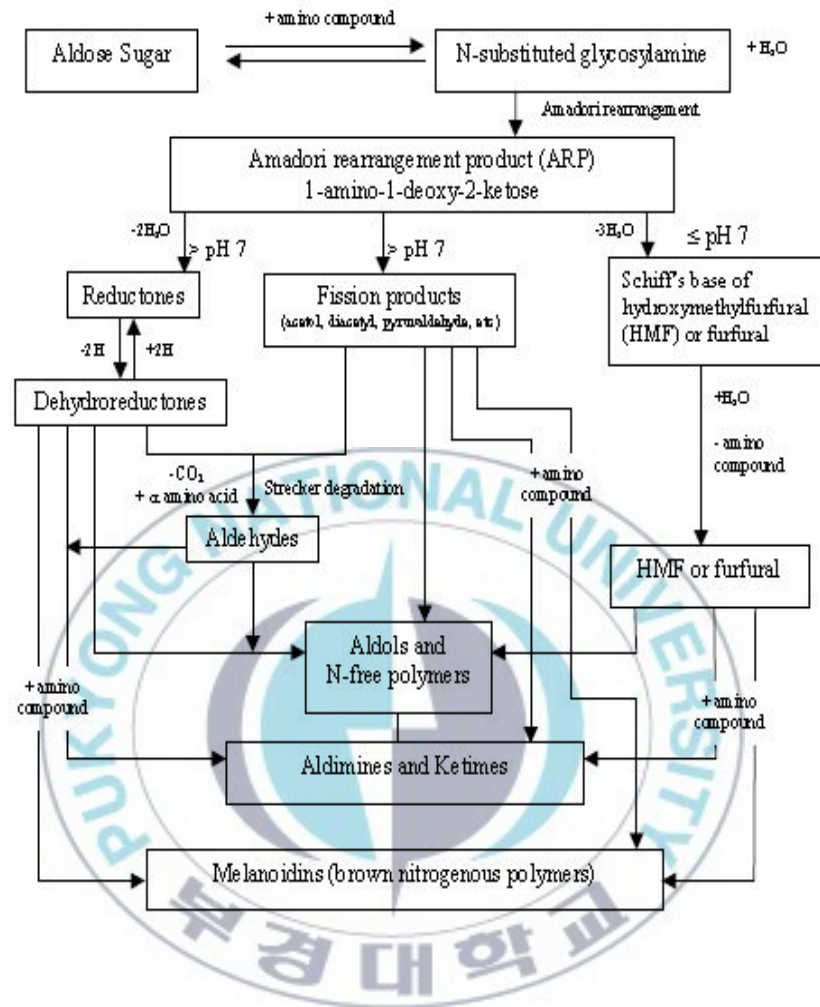 + amino compound
Aldose Sugar
N-substituted glycosylamine
+ H₂O
Amadori rearrangement
Amadori rearrangement product (ARP)
1-amino-1-deoxy-2-ketose
-2H₂O
> pH 7
> pH 7
-3H₂O
≤ pH 7
Reductones
Fission products
(acetol, diacetyl, pyruvaldehyde, etc)
Schiff's base of
hydroxymethylfurfural
(HMF) or furfural
-2H
+2H
Dehydroreductones
+H₂O
- amino
compound
-CO₂
+ α amino acid
Strecker degradation
+ amino
compound
Aldehydes
HMF or furfural
Aldols and
N-free polymers
+ amino
compound
+ amino
compound
Aldimines and Ketimes
Melanoidins (brown nitrogenous polymers)
PUKYONG NATIONAL UNIVERSITY
부경대학교